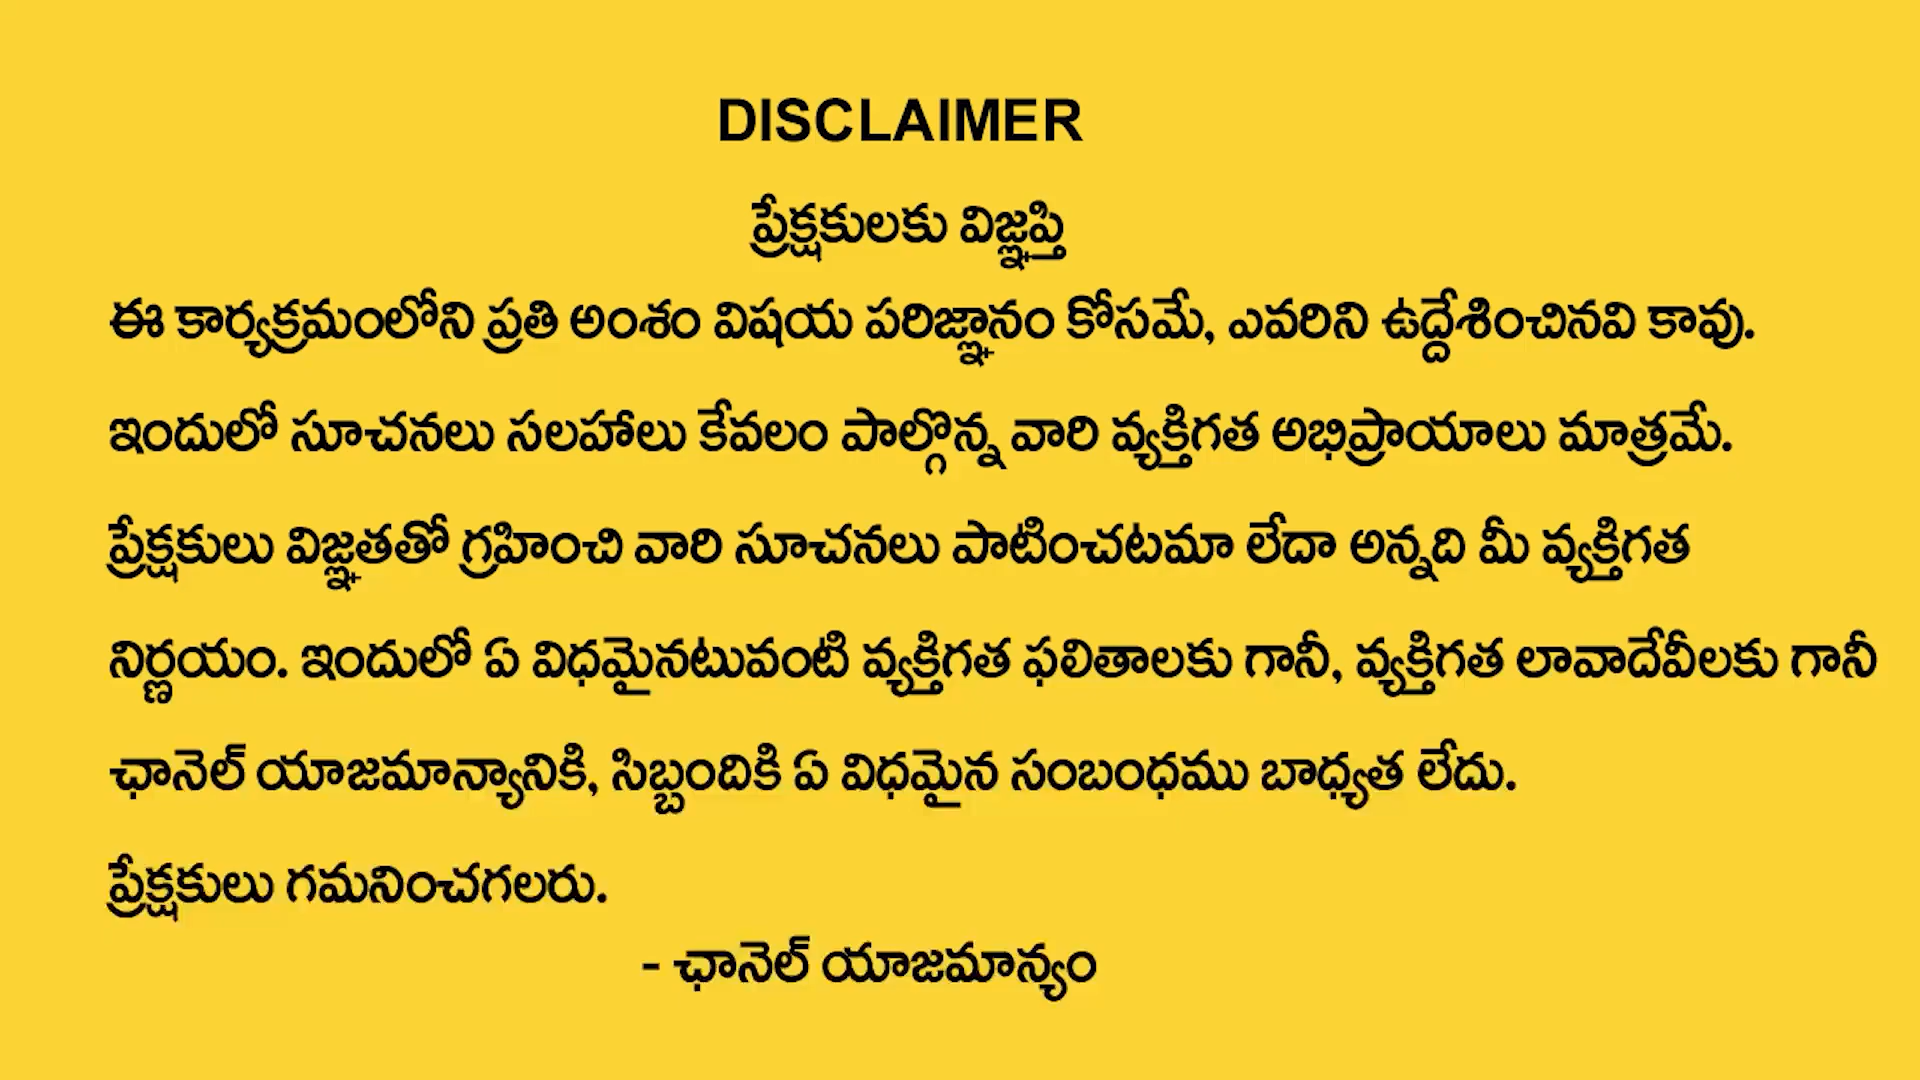 DISCLAIMER
ప్రేక్షకులకు విజ్ఞప్తి
ఈ కార్యక్రమంలోని ప్రతి అంశం విషయ పరిజ్ఞానం కోసమే, ఎవరిని ఉద్దేశించినవి కావు.
ఇందులో సూచనలు సలహాలు కేవలం పాల్గొన్న వారి వ్యక్తిగత అభిప్రాయాలు మాత్రమే.
ప్రేక్షకులు విజ్ఞతతో గ్రహించి వారి సూచనలు పాటించటమా లేదా అన్నది మీ వ్యక్తిగత
నిర్ణయం. ఇందులో ఏ విధమైనటువంటి వ్యక్తిగత ఫలితాలకు గానీ, వ్యక్తిగత లావాదేవీలకు గానీ
ఛానెల్ యాజమాన్యానికి, సిబ్బందికి ఏ విధమైన సంబంధము బాధ్యత లేదు.
ప్రేక్షకులు గమనించగలరు.
- ఛానెల్ యాజమాన్యం